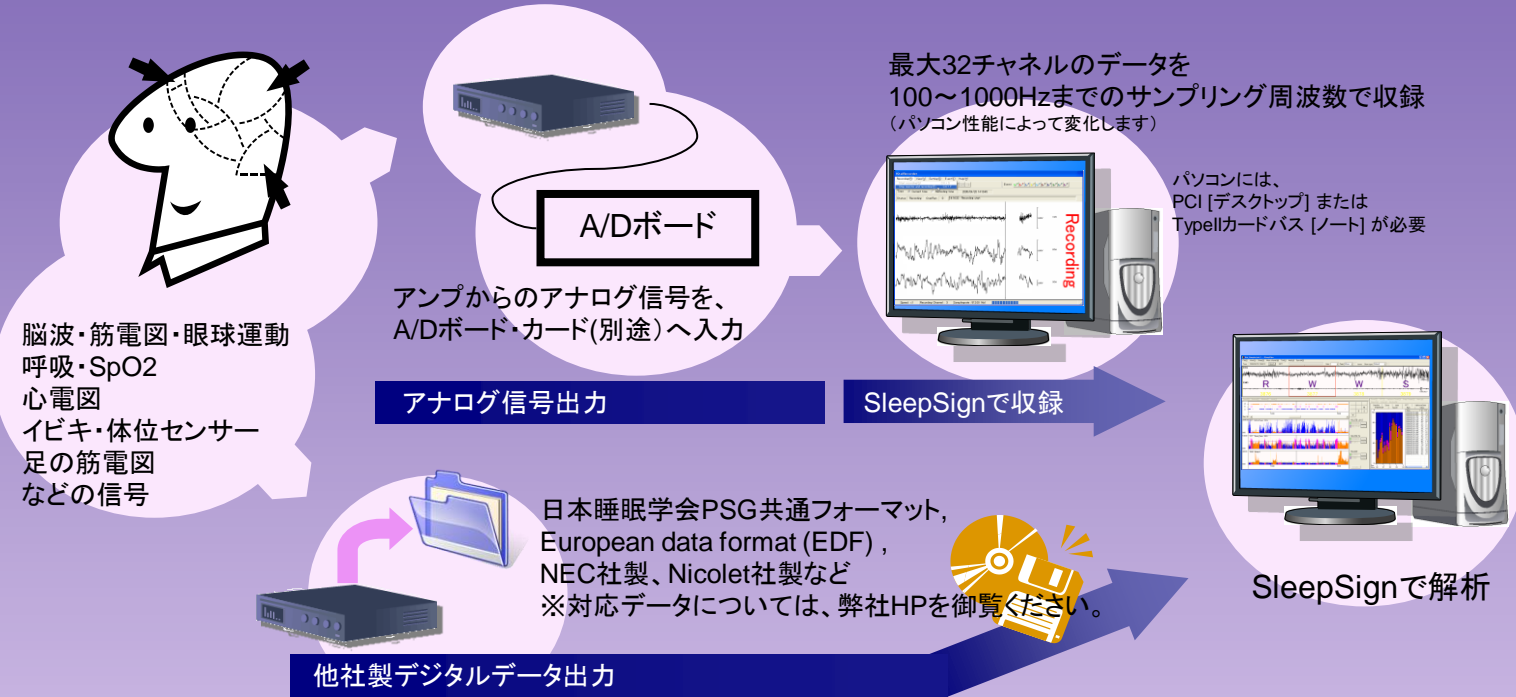 脳波・筋電図・眼球運動
呼吸・SpO2
心電図
イビキ・体位センサー
足の筋電図
などの信号
A/Dボード
アンプからのアナログ信号を、
A/Dボード・カード(別途）へ入力
アナログ信号出力
最大32チャネルのデータを
100～1000Hzまでのサンプリング周波数で収録
（パソコン性能によって変化します）
Recording
パソコンには、
PCI [デスクトップ] または
TypeIIカードバス [ノート] が必要
SleepSignで収録
R W W S
SleepSignで解析
日本睡眠学会PSG共通フォーマット,
European data format (EDF) ,
NEC社製、Nicolet社製など
※対応データについては、弊社HPを御覧ください。
他社製デジタルデータ出力